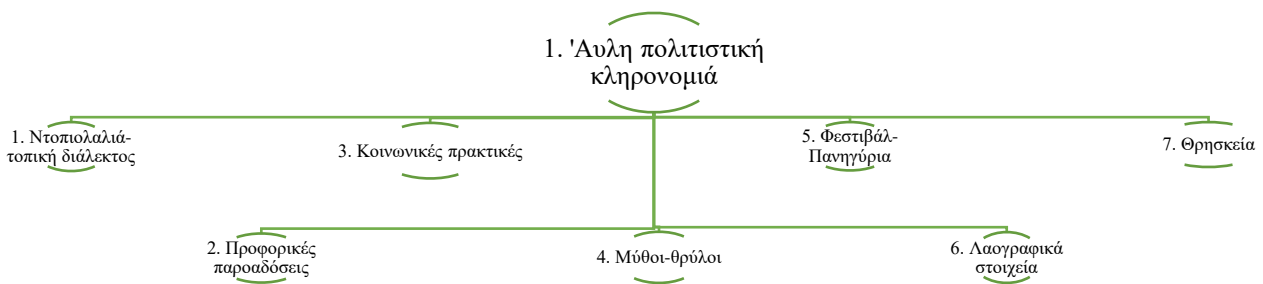 1. 'Αυλη πολιτιστική
κληρονομιά
1. Ντοπιολαλιά-
τοπική διάλεκτος
3. Κοινωνικές πρακτικές
5. Φεστιβάλ-
Πανηγύρια
7. Θρησκεία
2. Προφορικές
παροαδόσεις
4. Μύθοι-θρύλοι
6. Λαογραφικά
στοιχεία